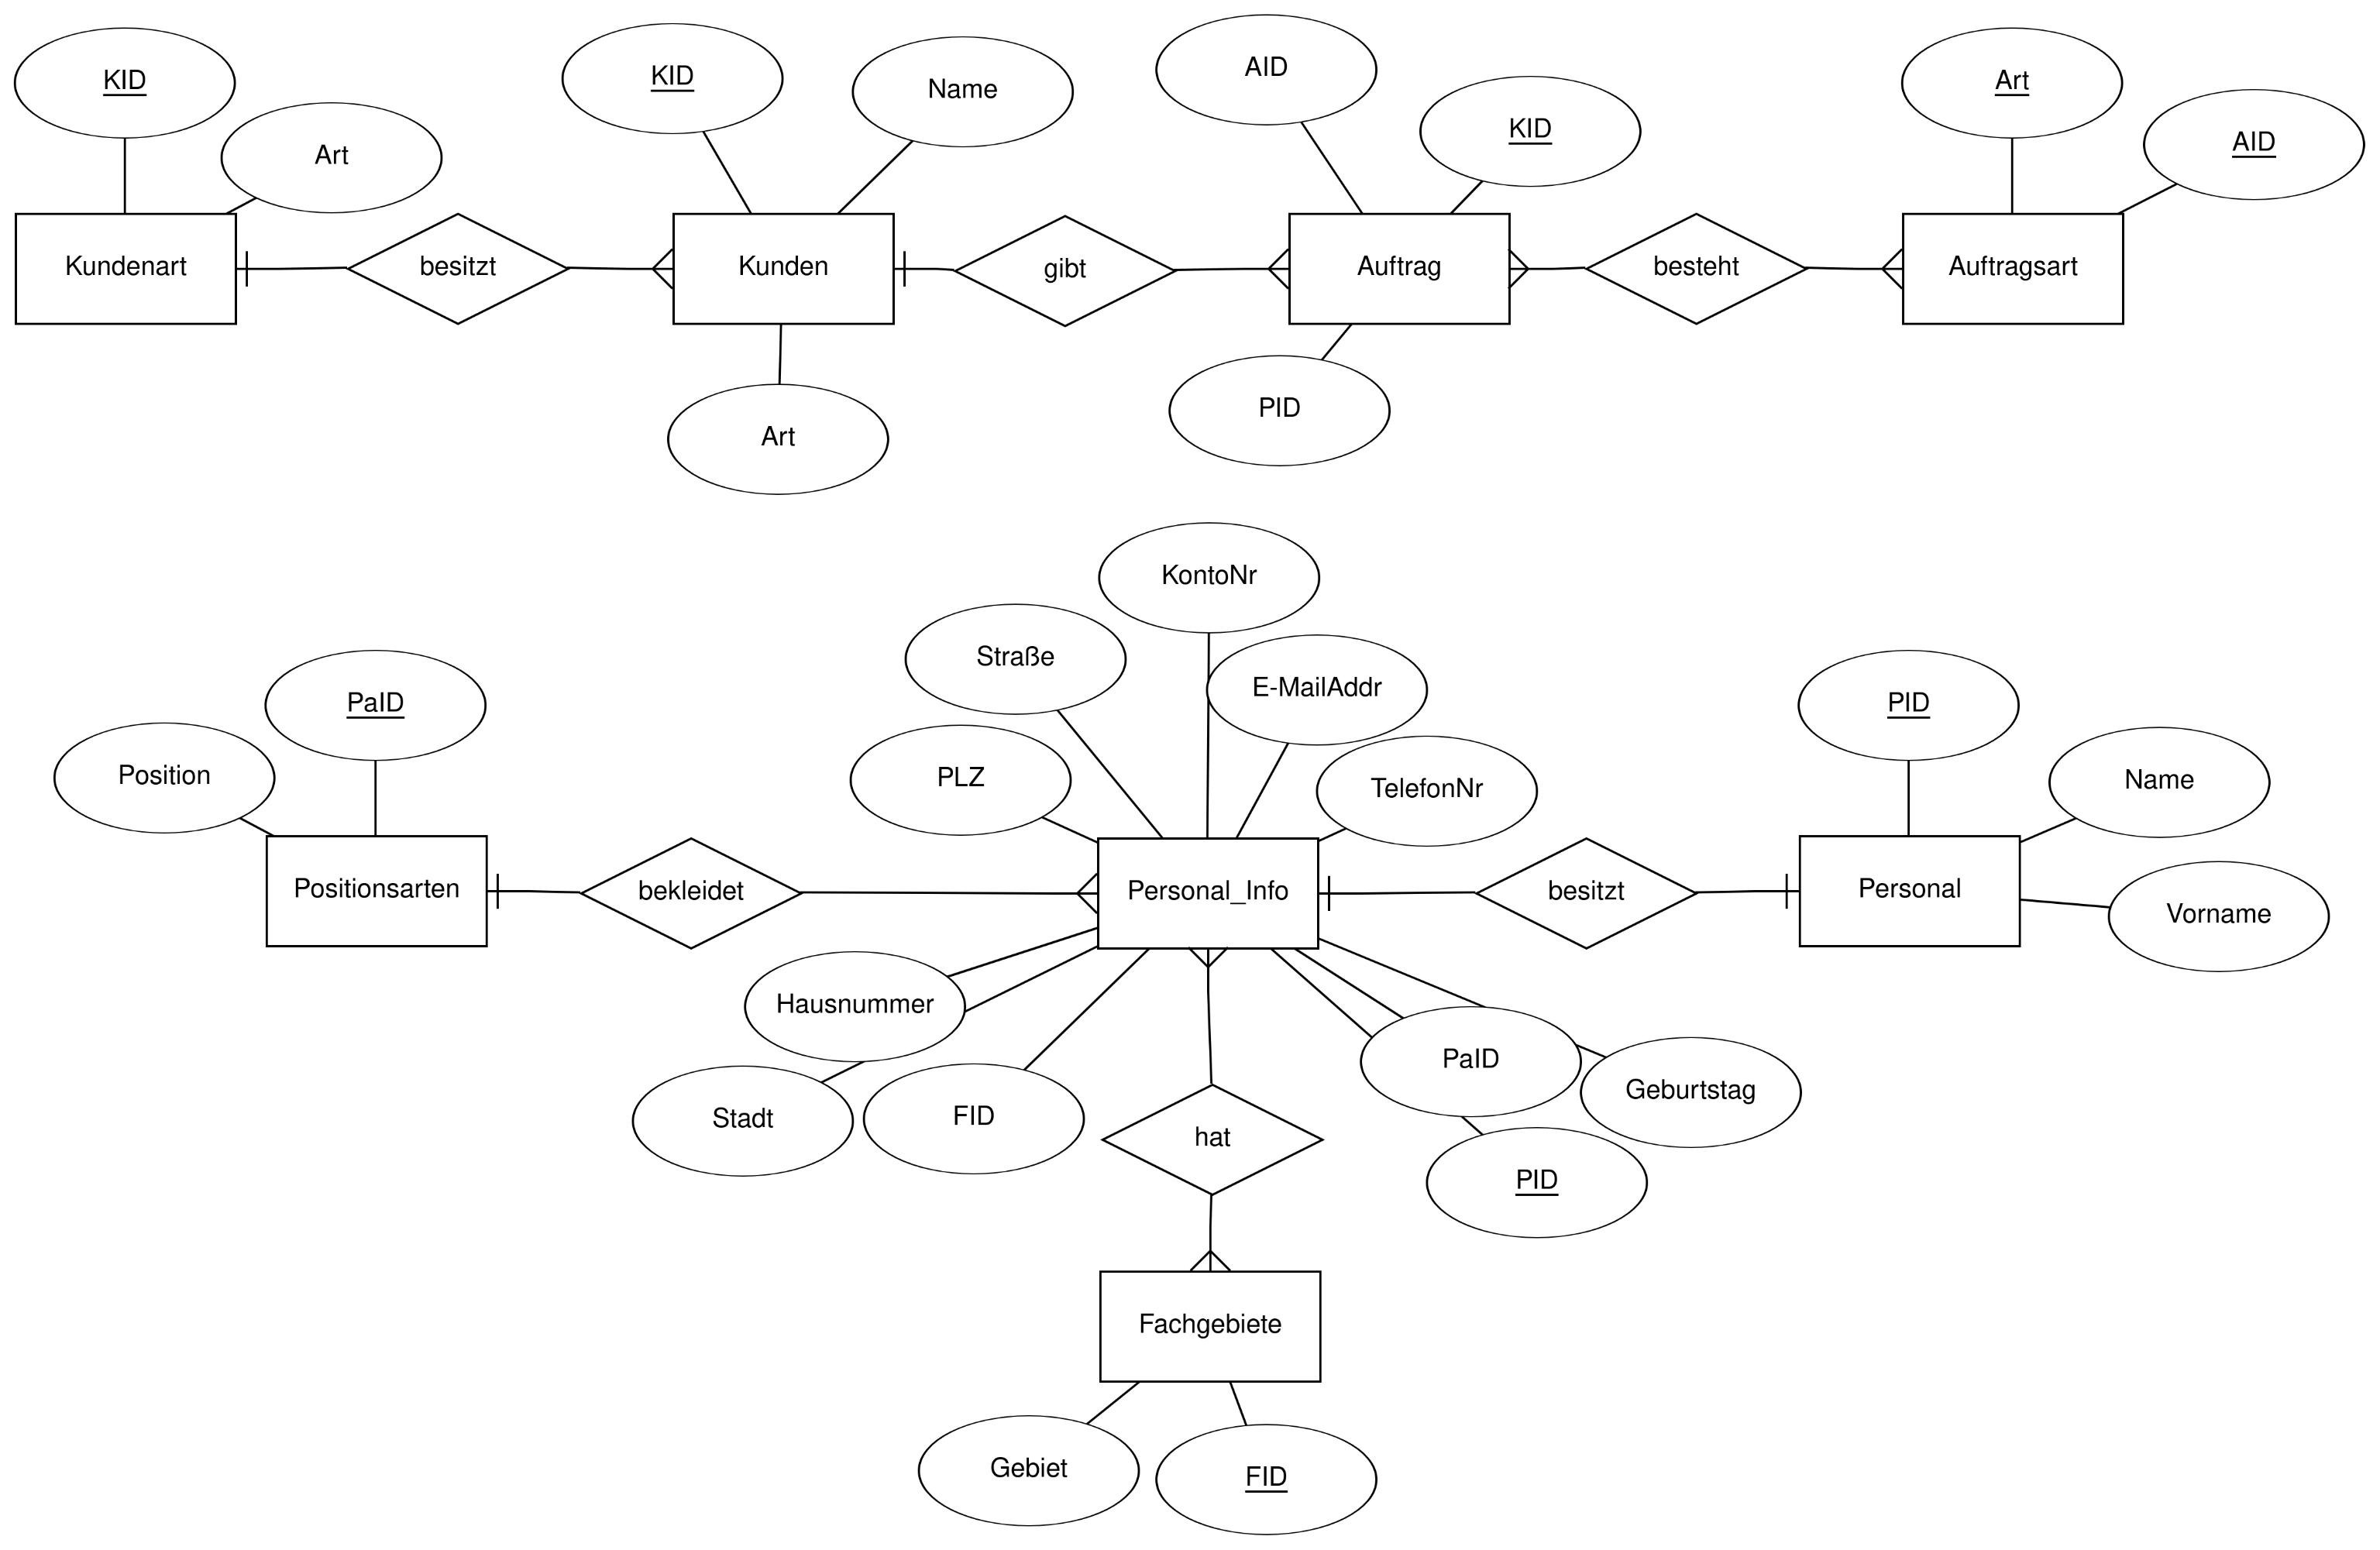 KID
Art
Kundenart
besitzt
KID
Name
Kunden
Art
gibt
AID
KID
Auftrag
PID
besteht
Art
AID
Auftragsart
Position
PaID
Positionsarten
bekleidet
KontoNr
Straße
E-MailAddr
PLZ
TelefonNr
Personal_Info
besitzt
PID
Name
Personal
Vorname
Hausnummer
Stadt
FID
hat
PaID
Geburtstag
PID
Fachgebiete
Gebiet
FID